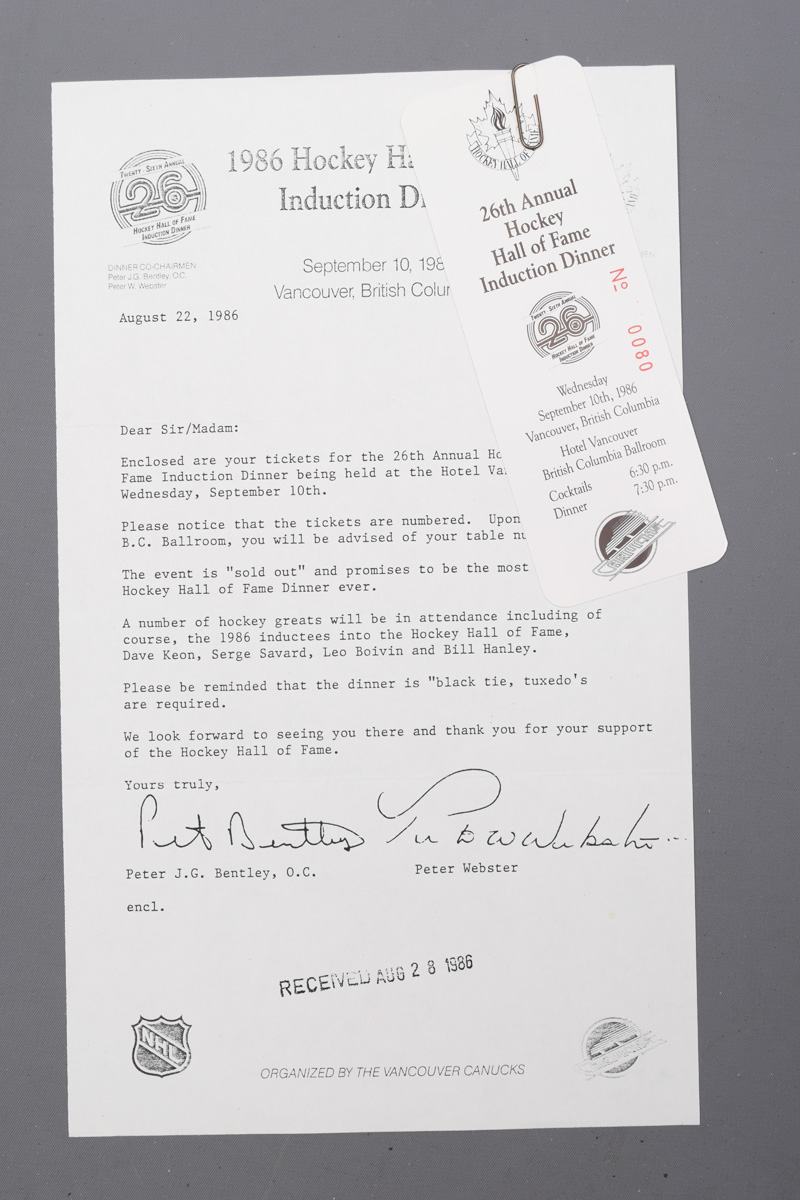 TWENTY-SIXTH ANNUAL
26
HOCKEY HALL OF FAME
INDUCTION DINNER
1986 Hockey Ha
Induction Di
September 10, 198
Vancouver, British Colum
DINNER CO-CHAIRMEN
Peter J.G. Bentley, O.C.
Peter W. Webster
August 22, 1986
Dear Sir/Madam:
Enclosed are your tickets for the 26th Annual Ho
Fame Induction Dinner being held at the Hotel Va
Wednesday, September 10th.
Please notice that the tickets are numbered. Upon
B.C. Ballroom, you will be advised of your table nu
The event is "sold out" and promises to be the most
Hockey Hall of Fame Dinner ever.
A number of hockey greats will be in attendance including of
course, the 1986 inductees into the Hockey Hall of Fame,
Dave Keon, Serge Savard, Leo Boivin and Bill Hanley.
Please be reminded that the dinner is "black tie, tuxedo's
are required.
We look forward to seeing you there and thank you for your support
of the Hockey Hall of Fame.
Yours truly,
Peter J.G. Bentley, O.C.
Peter Webster
encl.
RECEIVED AUG 28 1986
NHL
ORGANIZED BY THE VANCOUVER CANUCKS
HOCKEY HALL OF FAME
26th Annual
Hockey
Hall of Fame
Induction Dinner
No 0080
TWENTY-SIXTH ANNUAL
26
HOCKEY HALL OF FAME
INDUCTION DINNER
Wednesday
September 10th, 1986
Vancouver, British Columbia
Hotel Vancouver
British Columbia Ballroom
Cocktails 6:30 p.m.
Dinner 7:30 p.m.